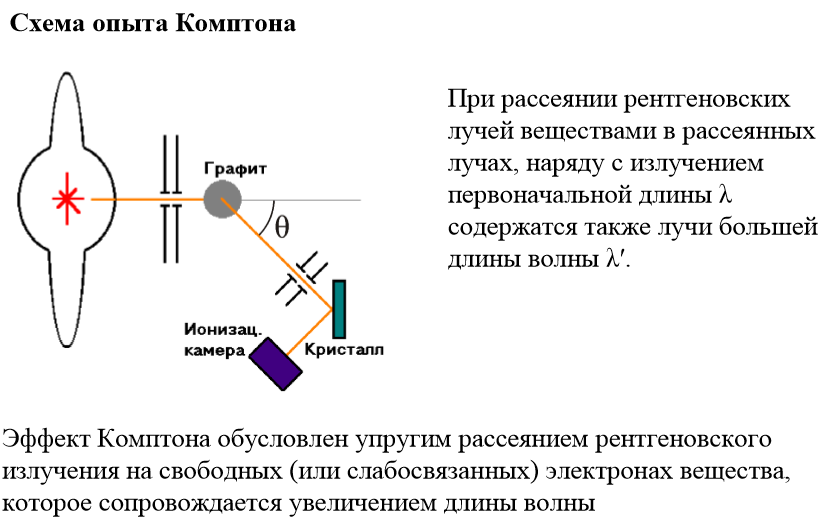 Схема опыта Комптона
При рассеянии рентгеновских
лучей веществами в рассеянных
лучах, наряду с излучением
первоначальной длины λ
содержатся также лучи большей
длины волны λ′.
Графит
θ
Ионизац.
камера
Кристалл
Эффект Комптона обусловлен упругим рассеянием рентгеновского
излучения на свободных (или слабосвязанных) электронах вещества,
которое сопровождается увеличением длины волны